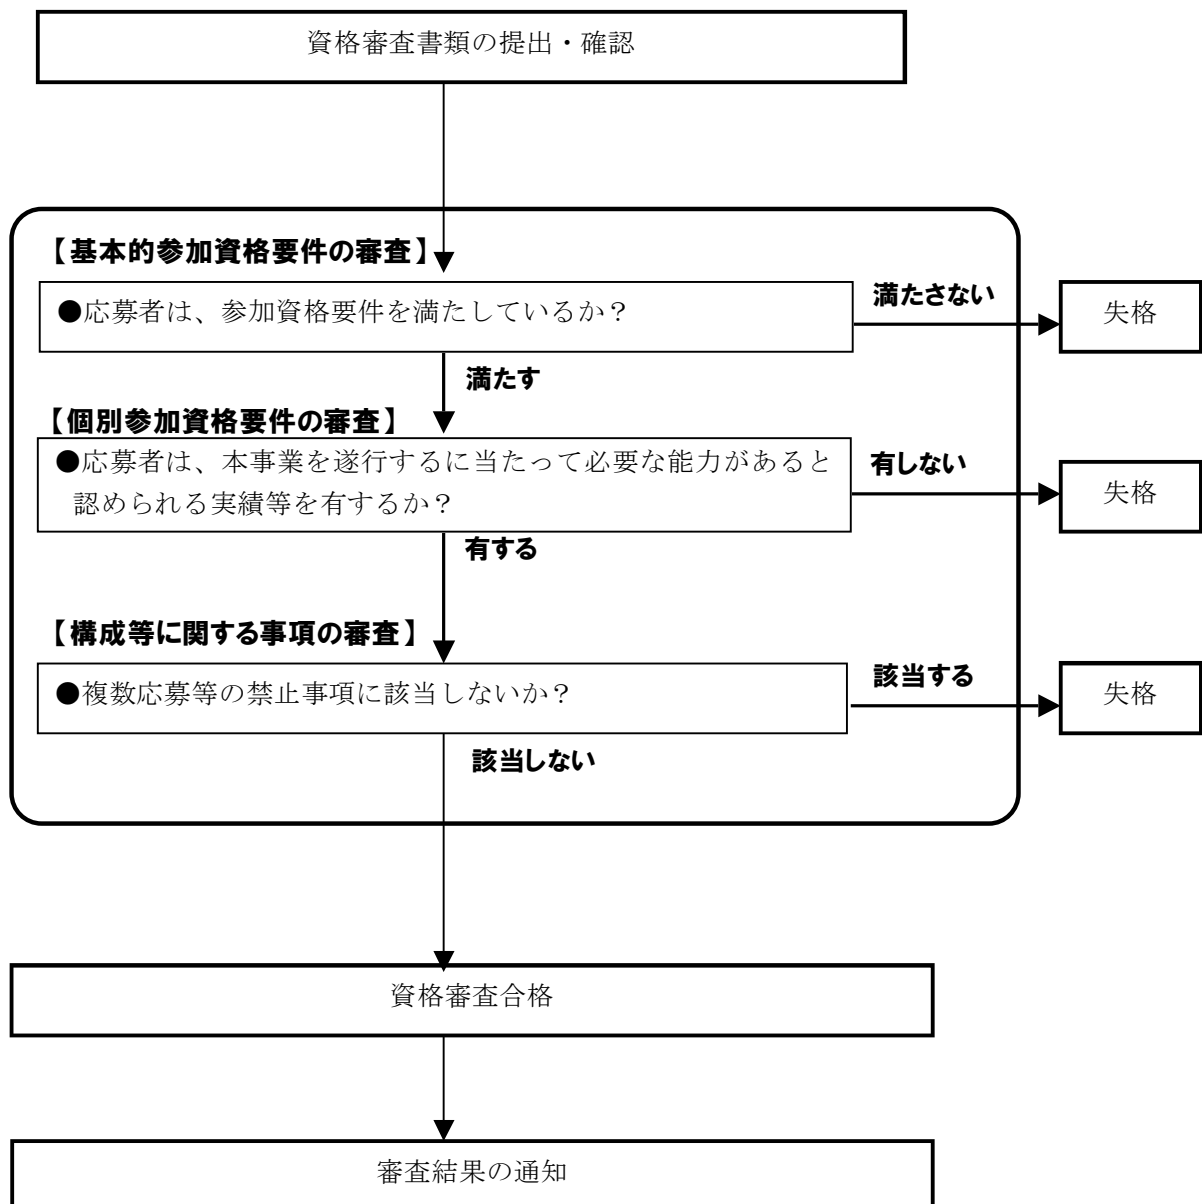 資格審査書類の提出・確認
【基本的参加資格要件の審査】
満たさない
●応募者は、参加資格要件を満たしているか？
失格
満たす
【個別参加資格要件の審査】
●応募者は、本事業を遂行するに当たって必要な能力があると
認められる実績等を有するか？
有しない
失格
有する
【構成等に関する事項の審査】
該当する
●複数応募等の禁止事項に該当しないか？
失格
該当しない
資格審査合格
審査結果の通知